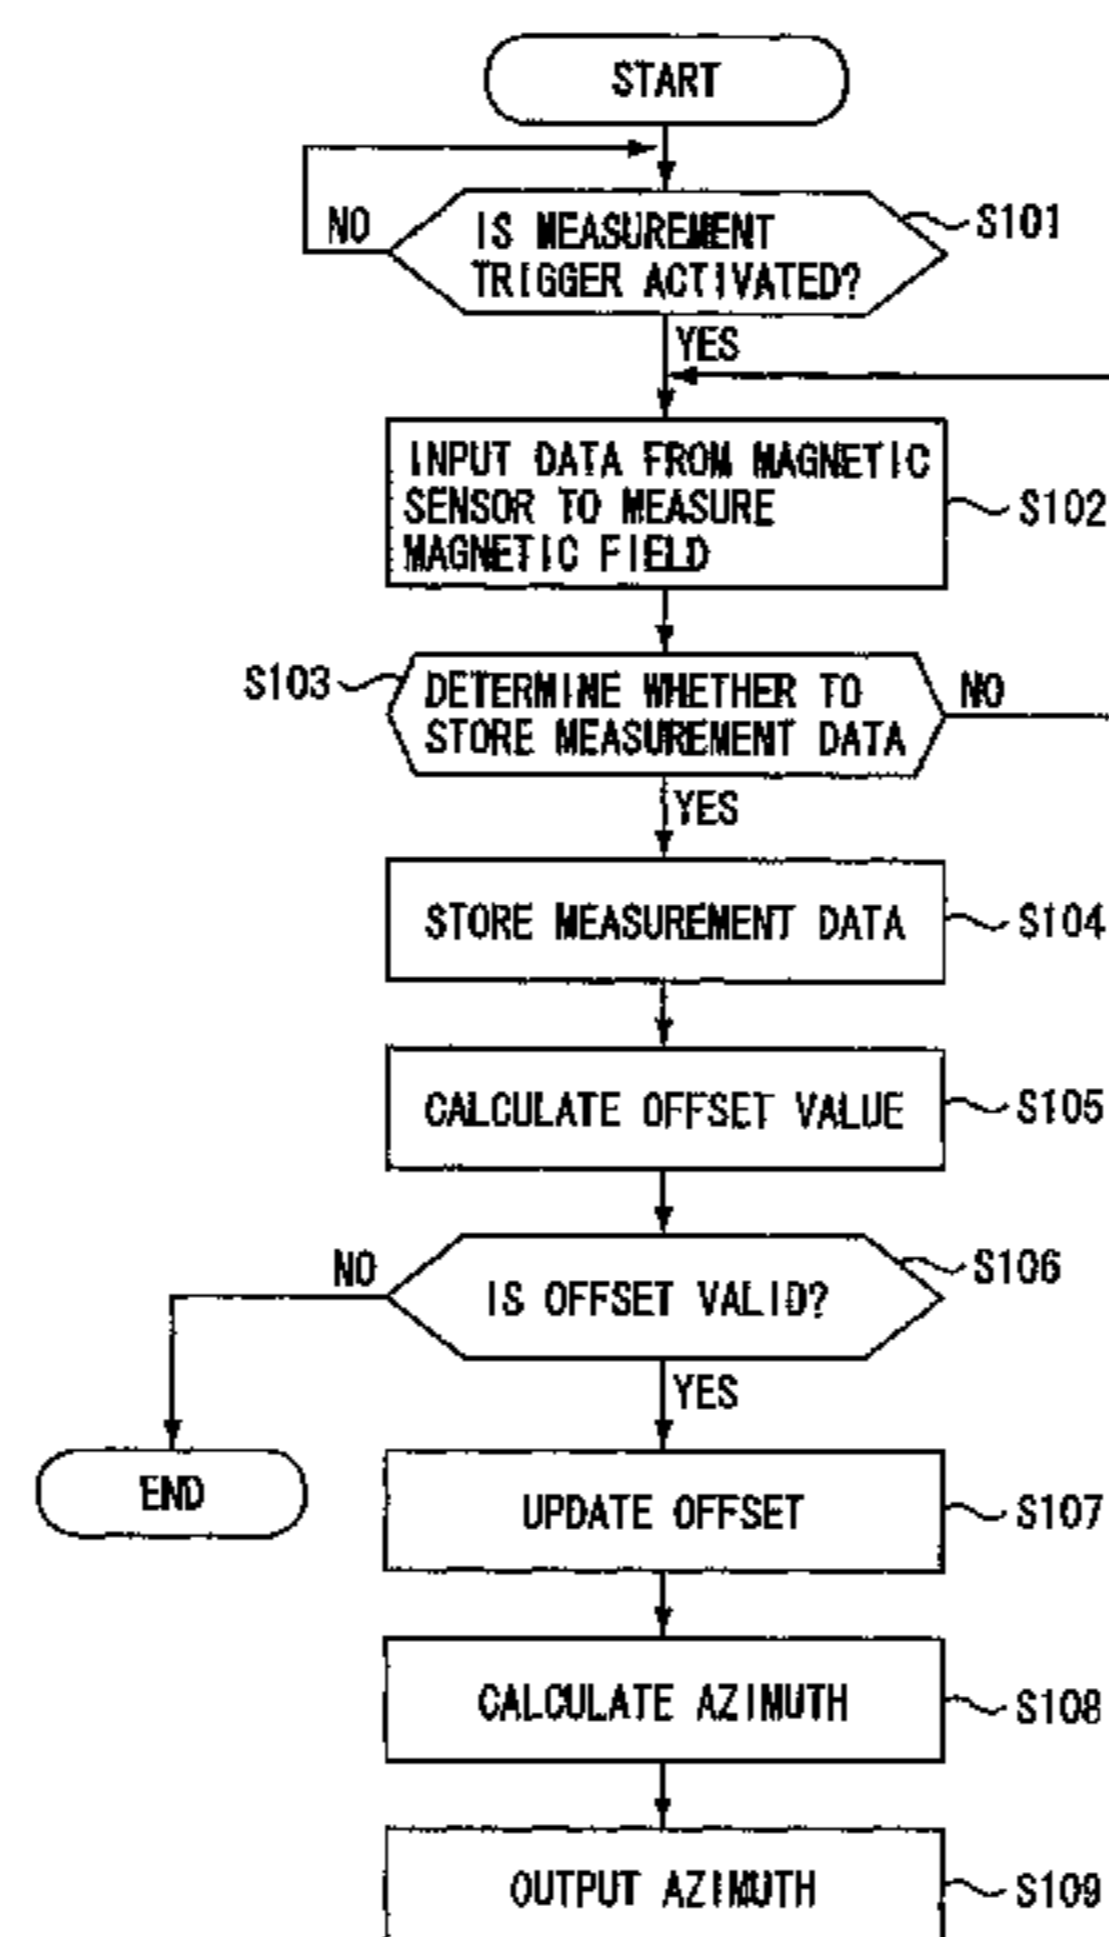 START
NO
IS MEASUREMENT
TRIGGER ACTIVATED?
S101
YES
INPUT DATA FROM MAGNETIC
SENSOR TO MEASURE
MAGNETIC FIELD
S102
S103
DETERMINE WHETHER TO
STORE MEASUREMENT DATA
NO
YES
STORE MEASUREMENT DATA
S104
CALCULATE OFFSET VALUE
S105
NO
IS OFFSET VALID?
S106
YES
END
UPDATE OFFSET
S107
CALCULATE AZIMUTH
S108
OUTPUT AZIMUTH
S109